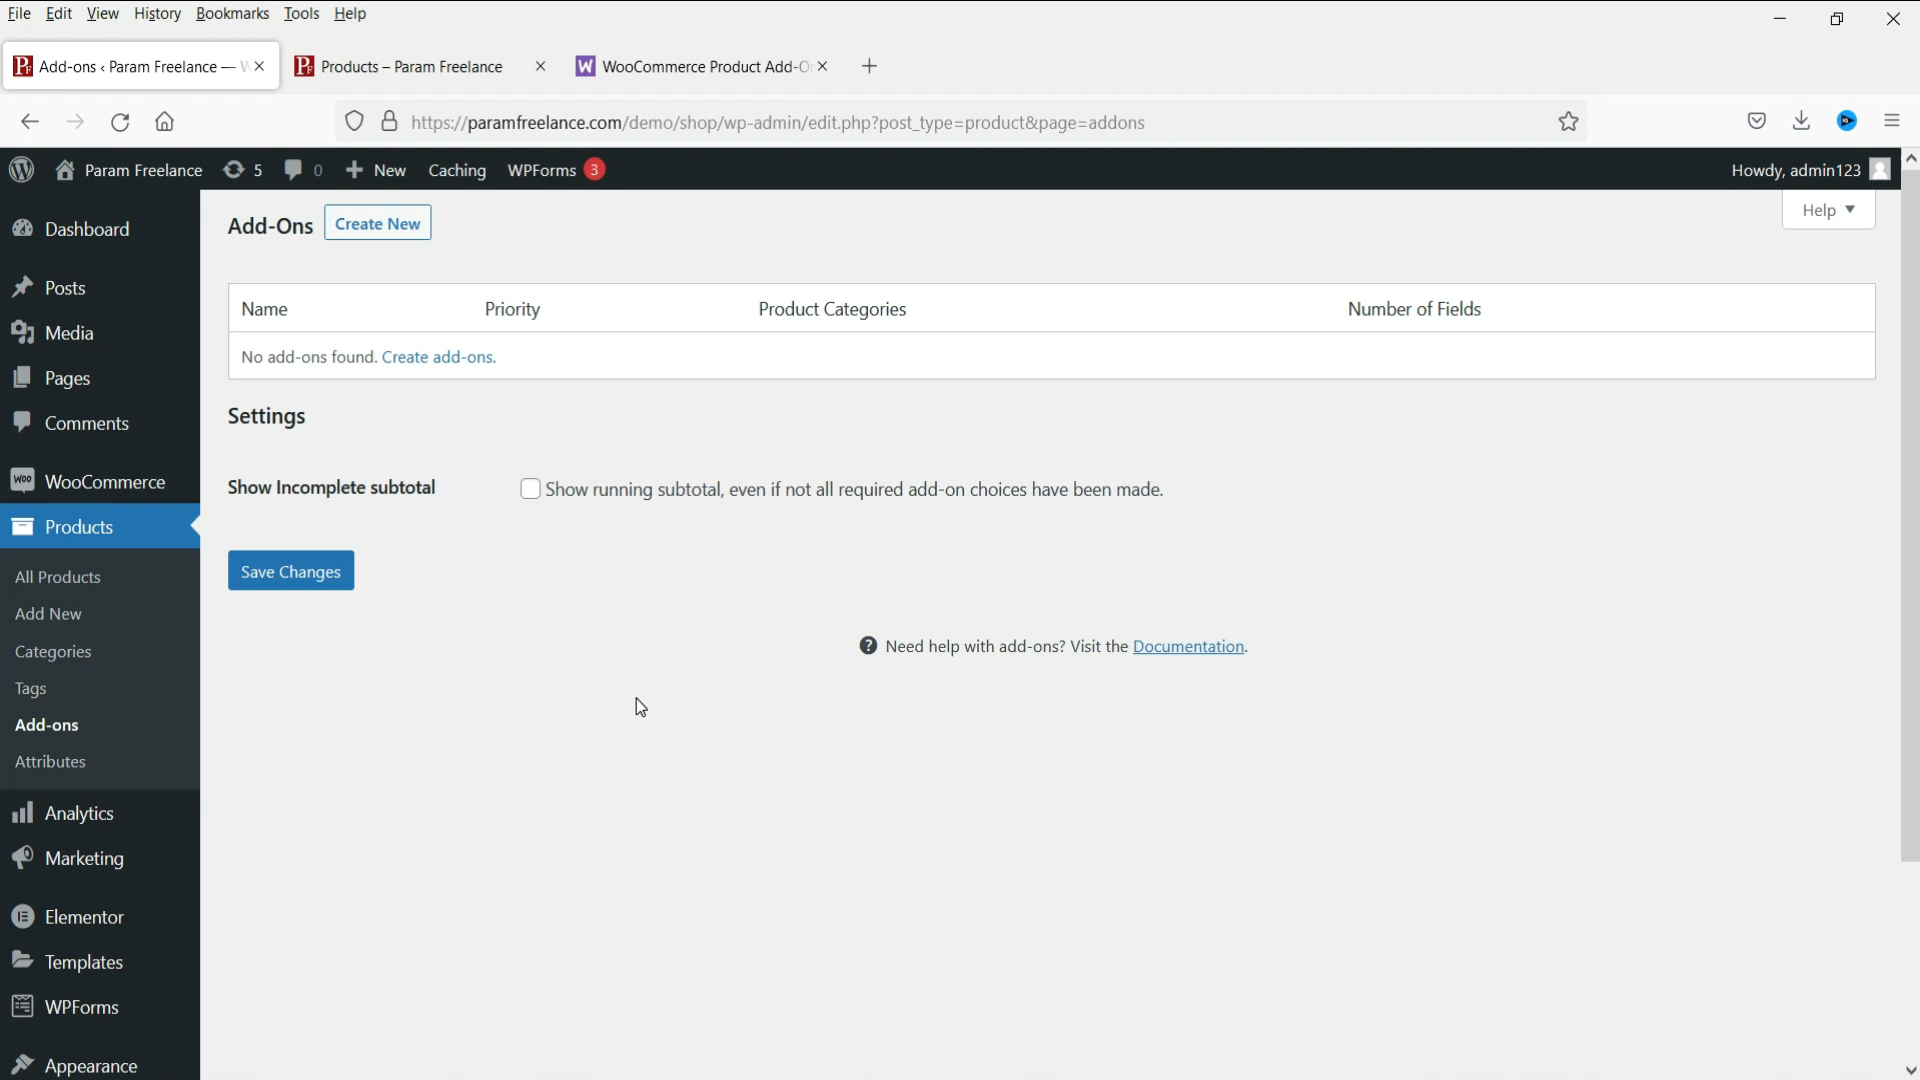 File Edit View History Bookmarks Tools Help
Add-ons ‹ Param Freelance —
Products – Param Freelance
WooCommerce Product Add-O
https://paramfreelance.com/demo/shop/wp-admin/edit.php?post_type=product&page=addons
Param Freelance 5 0 New Caching WPForms 3
Howdy, admin123
Help
Dashboard
Posts
Media
Pages
Comments
WooCommerce
Products
All Products
Add New
Categories
Tags
Add-ons
Attributes
Analytics
Marketing
Elementor
Templates
WPForms
Appearance
Add-Ons Create New
Name Priority Product Categories Number of Fields
No add-ons found. Create add-ons.
Settings
Show Incomplete subtotal Show running subtotal, even if not all required add-on choices have been made.
Save Changes
Need help with add-ons? Visit the Documentation.